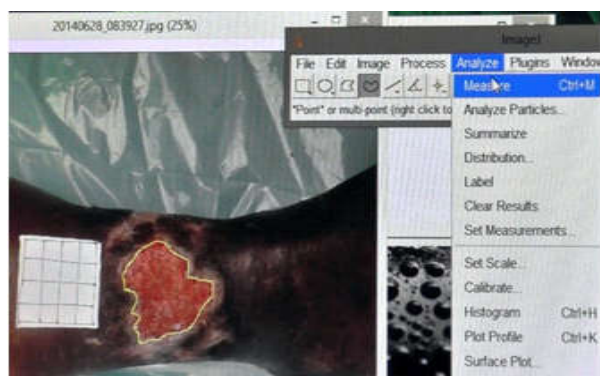 20140628_083927.jpg (25%)
ImageJ
File Edit Image Process Analyze Plugins Window
*Point* or multi-point (right click to
Measure Ctrl+M
Analyze Particles...
Summarize
Distribution...
Label
Clear Results
Set Measurements...
Set Scale...
Calibrate...
Histogram Ctrl+H
Plot Profile Ctrl+K
Surface Plot...